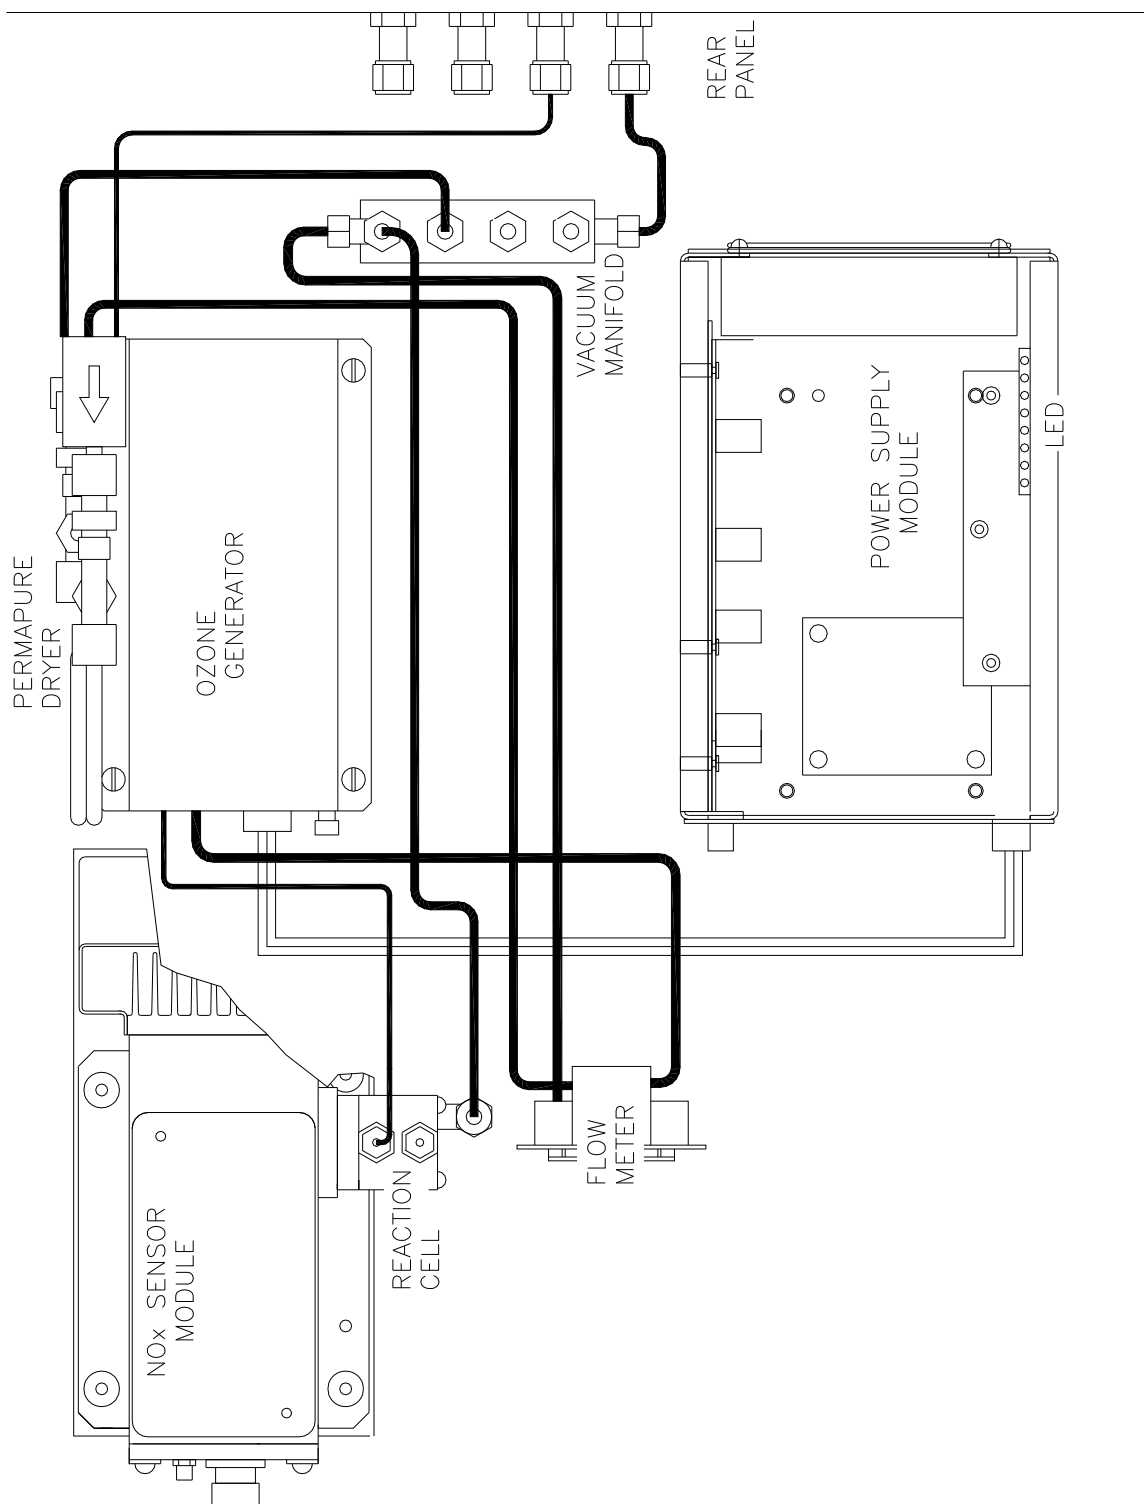 REAR
PANEL
VACUUM
MANIFOLD
POWER SUPPLY
MODULE
LED
PERMAPURE
DRYER
OZONE
GENERATOR
FLOW
METER
REACTION
CELL
NOx SENSOR
MODULE